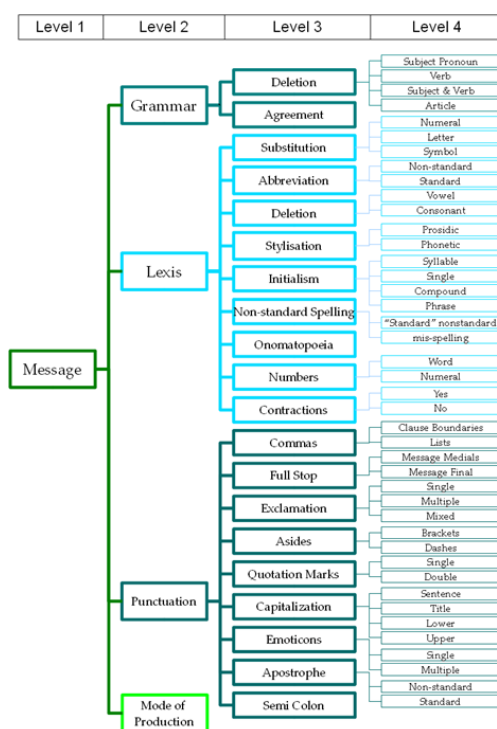 Level 1 Level 2 Level 3 Level 4
Message
Grammar
Lexis
Punctuation
Mode of
Production
Deletion
Agreement
Substitution
Abbreviation
Deletion
Stylisation
Initialism
Non-standard Spelling
Onomatopoeia
Numbers
Contractions
Commas
Full Stop
Exclamation
Asides
Quotation Marks
Capitalization
Emoticons
Apostrophe
Semi Colon
Subject Pronoun
Verb
Subject & Verb
Article
Numeral
Letter
Symbol
Non-standard
Standard
Vowel
Consonant
Prosidic
Phonetic
Syllable
Single
Compound
Phrase
"Standard" nonstandard
mis-spelling
Word
Numeral
Yes
No
Clause Boundaries
Lists
Message Medials
Message Final
Single
Multiple
Mixed
Brackets
Dashes
Single
Double
Sentence
Title
Lower
Upper
Single
Multiple
Non-standard
Standard